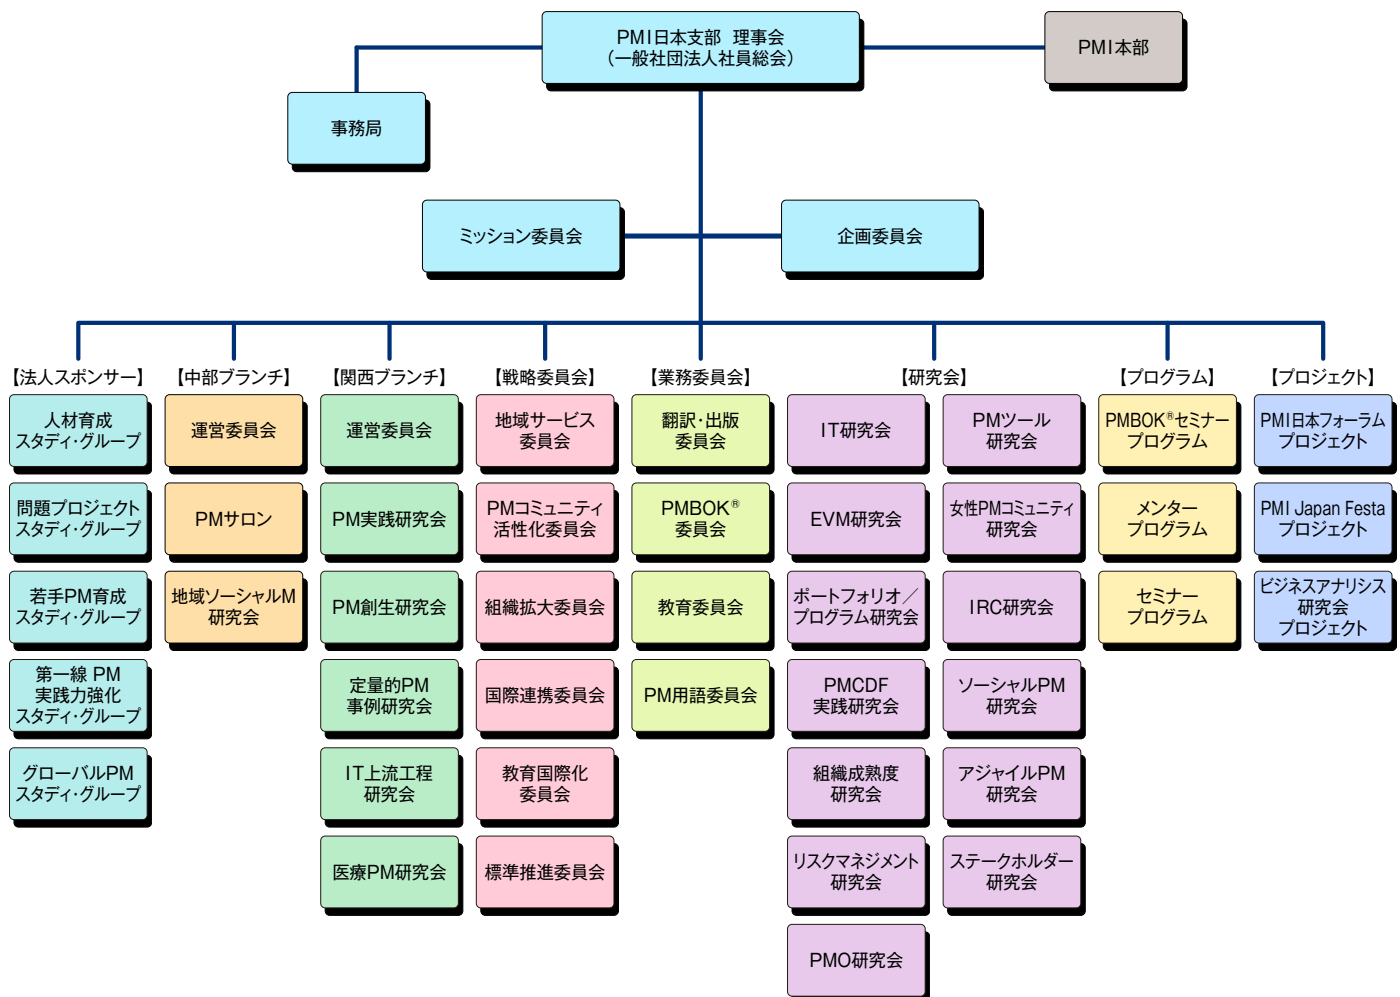 PMI日本支部　理事会
（一般社団法人社員総会）
PMI本部
事務局
ミッション委員会
企画委員会
【法人スポンサー】
人材育成
スタディ・グループ
問題プロジェクト
スタディ・グループ
若手PM育成
スタディ・グループ
第一線 PM
実践力強化
スタディ・グループ
グローバルPM
スタディ・グループ
【中部ブランチ】
運営委員会
PMサロン
地域ソーシャルM
研究会
【関西ブランチ】
運営委員会
PM実践研究会
PM創生研究会
定量的PM
事例研究会
IT上流工程
研究会
医療PM研究会
【戦略委員会】
地域サービス
委員会
PMコミュニティ
活性化委員会
組織拡大委員会
国際連携委員会
教育国際化
委員会
標準推進委員会
【業務委員会】
翻訳・出版
委員会
PMBOK®
委員会
教育委員会
PM用語委員会
【研究会】
IT研究会
EVM研究会
ポートフォリオ／
プログラム研究会
PMCDF
実践研究会
組織成熟度
研究会
リスクマネジメント
研究会
PMO研究会
PMツール
研究会
女性PMコミュニティ
研究会
IRC研究会
ソーシャルPM
研究会
アジャイルPM
研究会
ステークホルダー
研究会
【プログラム】
PMBOK®セミナー
プログラム
メンター
プログラム
セミナー
プログラム
【プロジェクト】
PMI日本フォーラム
プロジェクト
PMI Japan Festa
プロジェクト
ビジネスアナリシス
研究会
プロジェクト